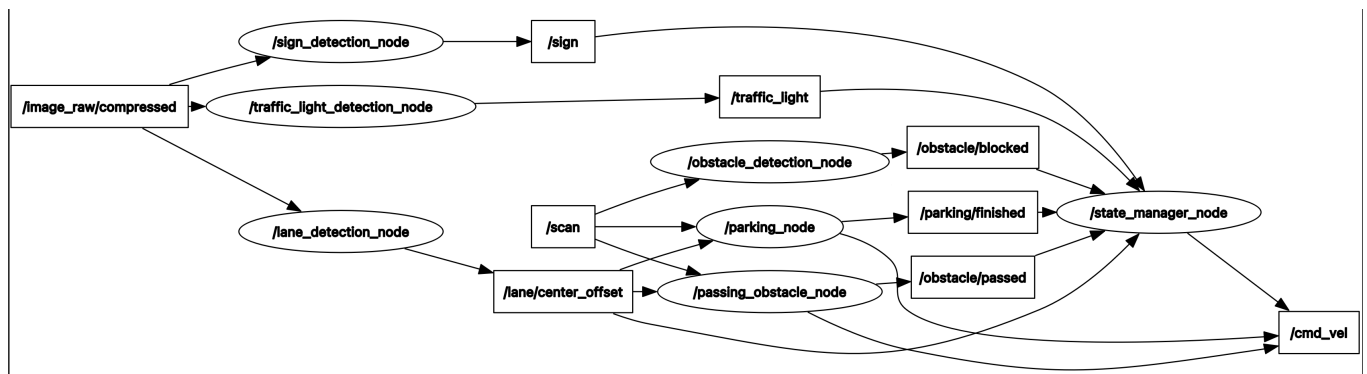 /sign_detection_node
/sign
/image_raw/compressed
/traffic_light_detection_node
/traffic_light
/obstacle_detection_node
/obstacle/blocked
/lane_detection_node
/scan
/parking_node
/parking/finished
/state_manager_node
/lane/center_offset
/passing_obstacle_node
/obstacle/passed
/cmd_vel